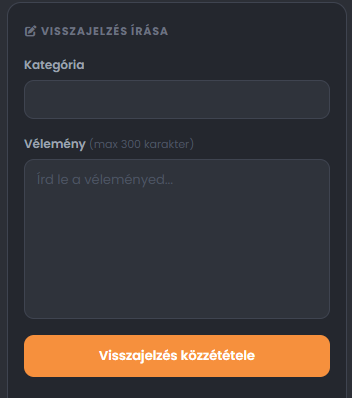 VISSZAJELZÉS ÍRÁSA
Kategória
Vélemény (max 300 karakter)
Írd le a véleményed...
Visszajelzés közzététele